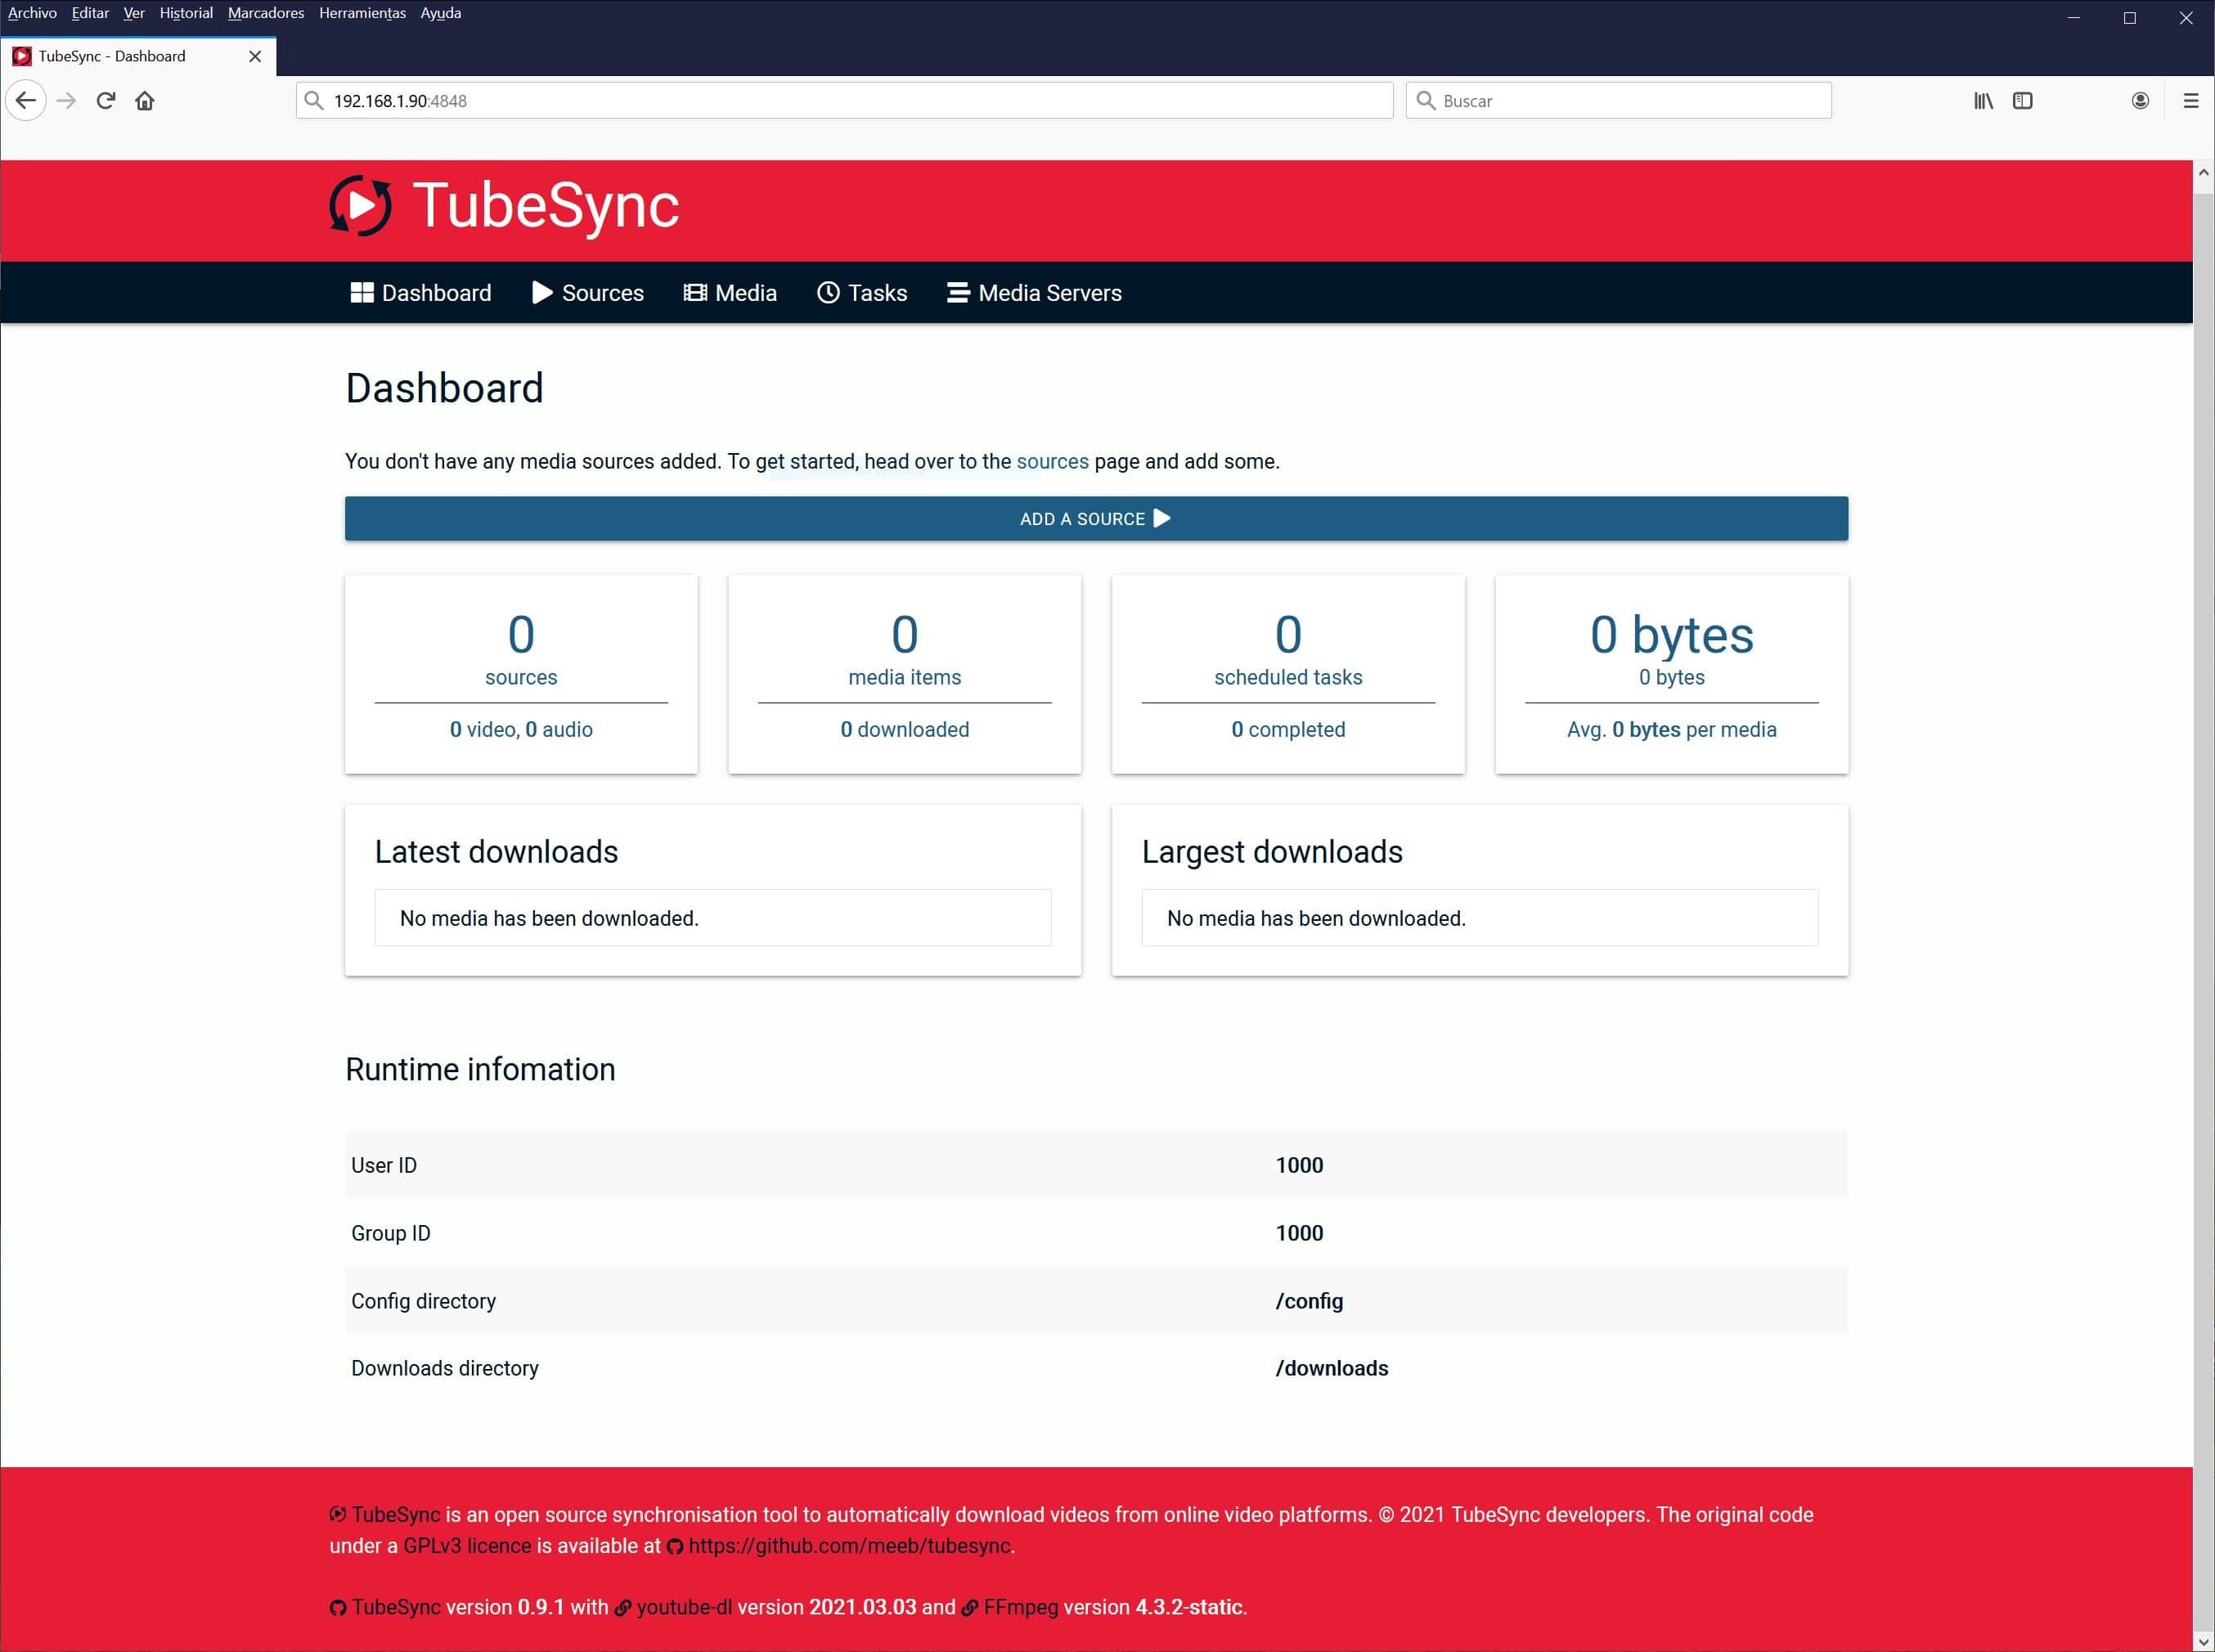 Archivo Editar Ver Historial Marcadores Herramientas Ayuda
TubeSync - Dashboard
192.168.1.90:4848
Buscar
TubeSync
Dashboard Sources Media Tasks Media Servers
Dashboard
You don't have any media sources added. To get started, head over to the sources page and add some.
ADD A SOURCE
0
sources
0 video, 0 audio
0
media items
0 downloaded
0
scheduled tasks
0 completed
0 bytes
0 bytes
Avg. 0 bytes per media
Latest downloads
No media has been downloaded.
Largest downloads
No media has been downloaded.
Runtime infomation
User ID 1000
Group ID 1000
Config directory /config
Downloads directory /downloads
TubeSync is an open source synchronisation tool to automatically download videos from online video platforms. © 2021 TubeSync developers. The original code
under a GPLv3 licence is available at https://github.com/meeb/tubesync.
TubeSync version 0.9.1 with youtube-dl version 2021.03.03 and FFmpeg version 4.3.2-static.